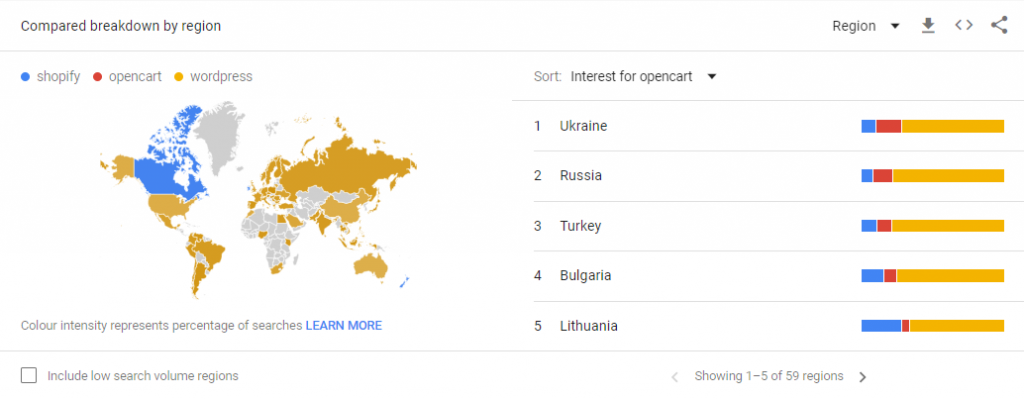 Compared breakdown by region
Region
shopify opencart wordpress
Sort: Interest for opencart
1 Ukraine
2 Russia
3 Turkey
4 Bulgaria
5 Lithuania
Colour intensity represents percentage of searches LEARN MORE
Include low search volume regions
Showing 1–5 of 59 regions